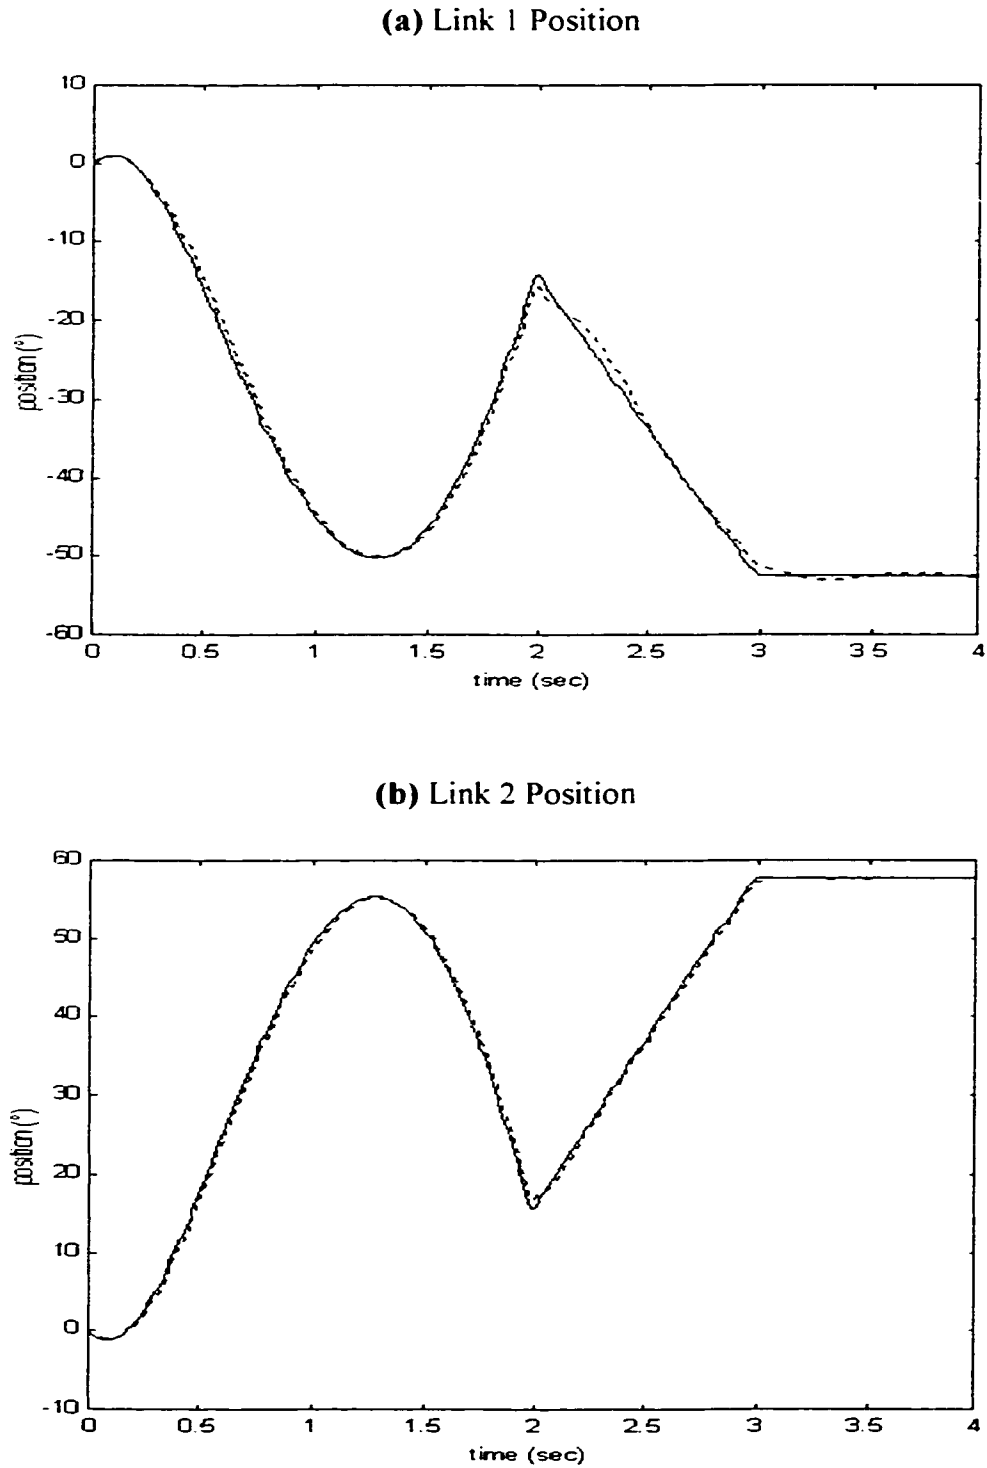 (a) Link 1 Position
10
0
-10
-20
-30
-40
-50
-60
position (°)
0 0.5 1 1.5 2 2.5 3 3.5 4
time (sec)
(b) Link 2 Position
60
50
40
30
20
10
0
-10
position (°)
0 0.5 1 1.5 2 2.5 3 3.5 4
time (sec)